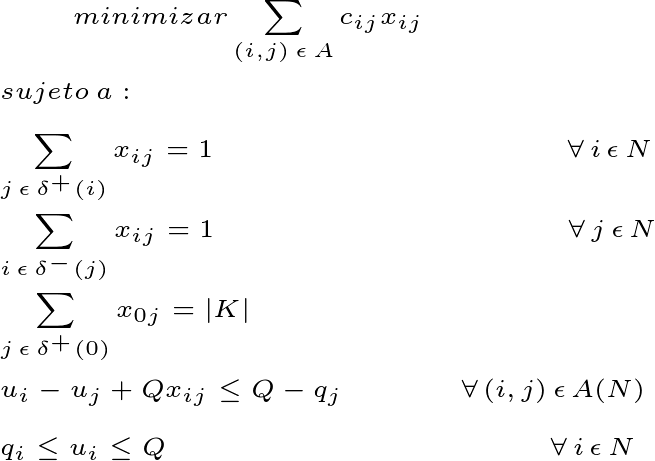 minimizar ∑_{(i,j) ϵ A} c_{ij} x_{ij}
sujeto a :
∑_{j ϵ δ^+(i)} x_{ij} = 1 ∀ i ϵ N
∑_{i ϵ δ^-(j)} x_{ij} = 1 ∀ j ϵ N
∑_{j ϵ δ^+(0)} x_{0j} = |K|
u_i − u_j + Qx_{ij} ≤ Q − q_j ∀ (i,j) ϵ A(N)
q_i ≤ u_i ≤ Q ∀ i ϵ N